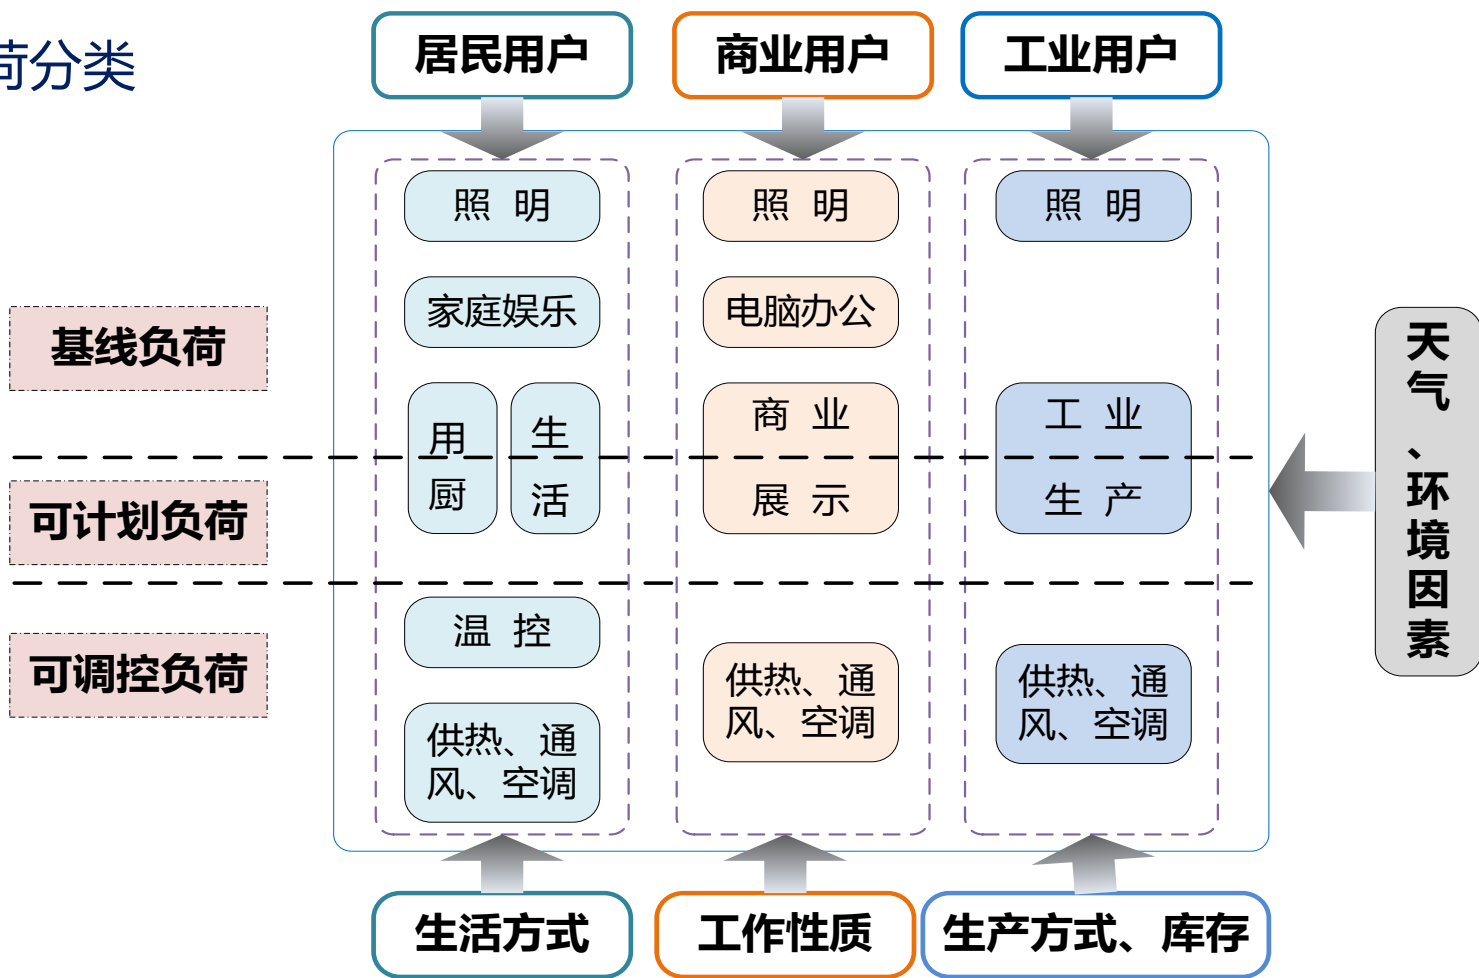 荷分类
居民用户
商业用户
工业用户
照 明
照 明
照 明
家庭娱乐
电脑办公
基线负荷
用
厨
生
活
商 业
展 示
工 业
生 产
可计划负荷
温 控
可调控负荷
供热、通
风、空调
供热、通
风、空调
供热、通
风、空调
天
气
、
环
境
因
素
生活方式
工作性质
生产方式、库存